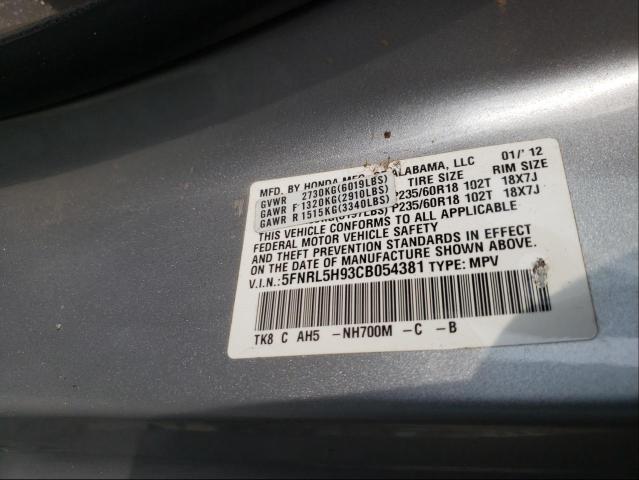 MFD. BY HONDA MFG. OF ALABAMA, LLC 01/'12
TIRE SIZE RIM SIZE
GVWR 2730KG(6019LBS)
GAWR F 1320KG(2910LBS) P235/60R18 102T 18X7J
GAWR R 1515KG(3340LBS) P235/60R18 102T 18X7J
THIS VEHICLE CONFORMS TO ALL APPLICABLE
FEDERAL MOTOR VEHICLE SAFETY
AND THEFT PREVENTION STANDARDS IN EFFECT
ON THE DATE OF MANUFACTURE SHOWN ABOVE.
V.I.N.:5FNRL5H93CB054381 TYPE: MPV
TK8 C AH5 -NH700M -C -B